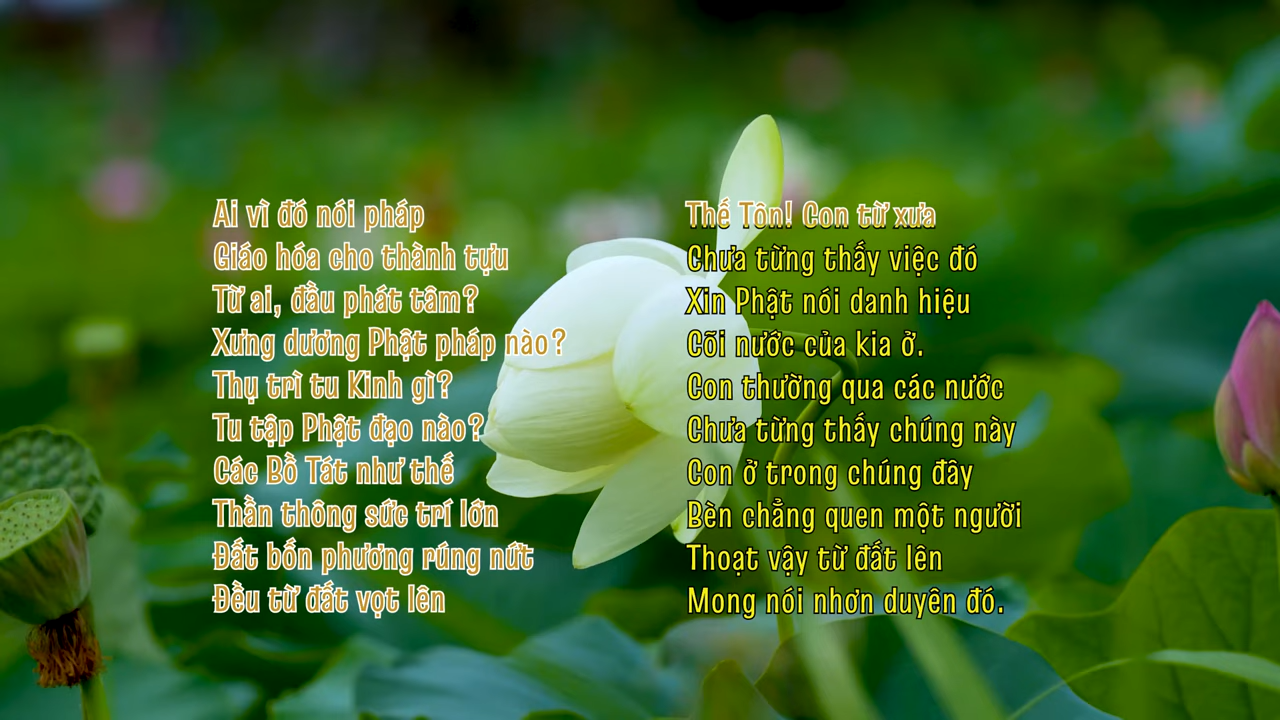 Ai vì đó nói pháp
Giáo hóa cho thành tựu
Từ ai, đầu phát tâm?
Xưng dương Phật pháp nào?
Thụ trì tu Kinh gì?
Tu tập Phật đạo nào?
Các Bồ Tát như thế
Thần thông sức trí lớn
Đất bốn phương rúng nứt
Đều từ đất vọt lên
Thế Tôn! Con từ xưa
Chưa từng thấy việc đó
Xin Phật nói danh hiệu
Cõi nước của kia ở.
Con thường qua các nước
Chưa từng thấy chúng này
Con ở trong chúng đây
Bèn chẳng quen một người
Thoạt vậy từ đất lên
Mong nói nhơn duyên đó.